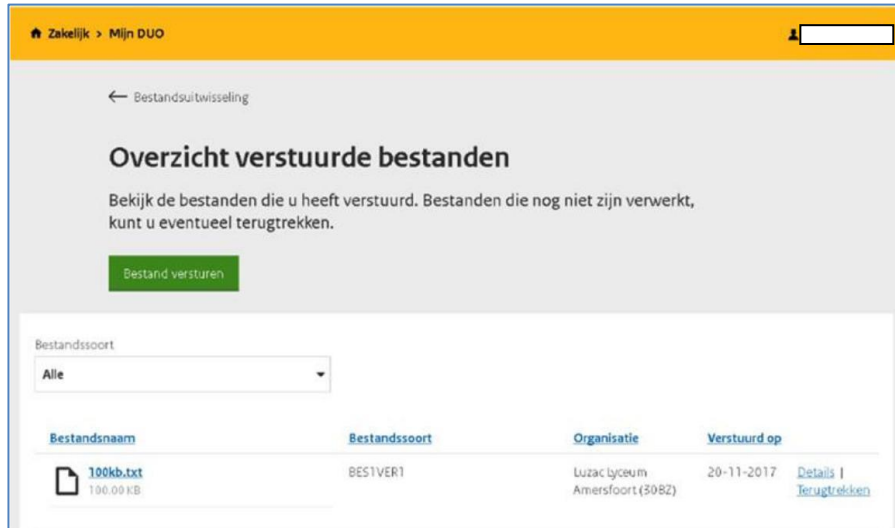 Zakelijk > Mijn DUO
← Bestandsuitwisseling
Overzicht verstuurde bestanden
Bekijk de bestanden die u heeft verstuurd. Bestanden die nog niet zijn verwerkt,
kunt u eventueel terugtrekken.
Bestand versturen
Bestandssoort
Alle
Bestandsnaam Bestandssoort Organisatie Verstuurd op
100kb.txt BES1VER1 Luzac Lyceum 20-11-2017 Details |
100.00 KB Amersfoort (30BZ) Terugtrekken